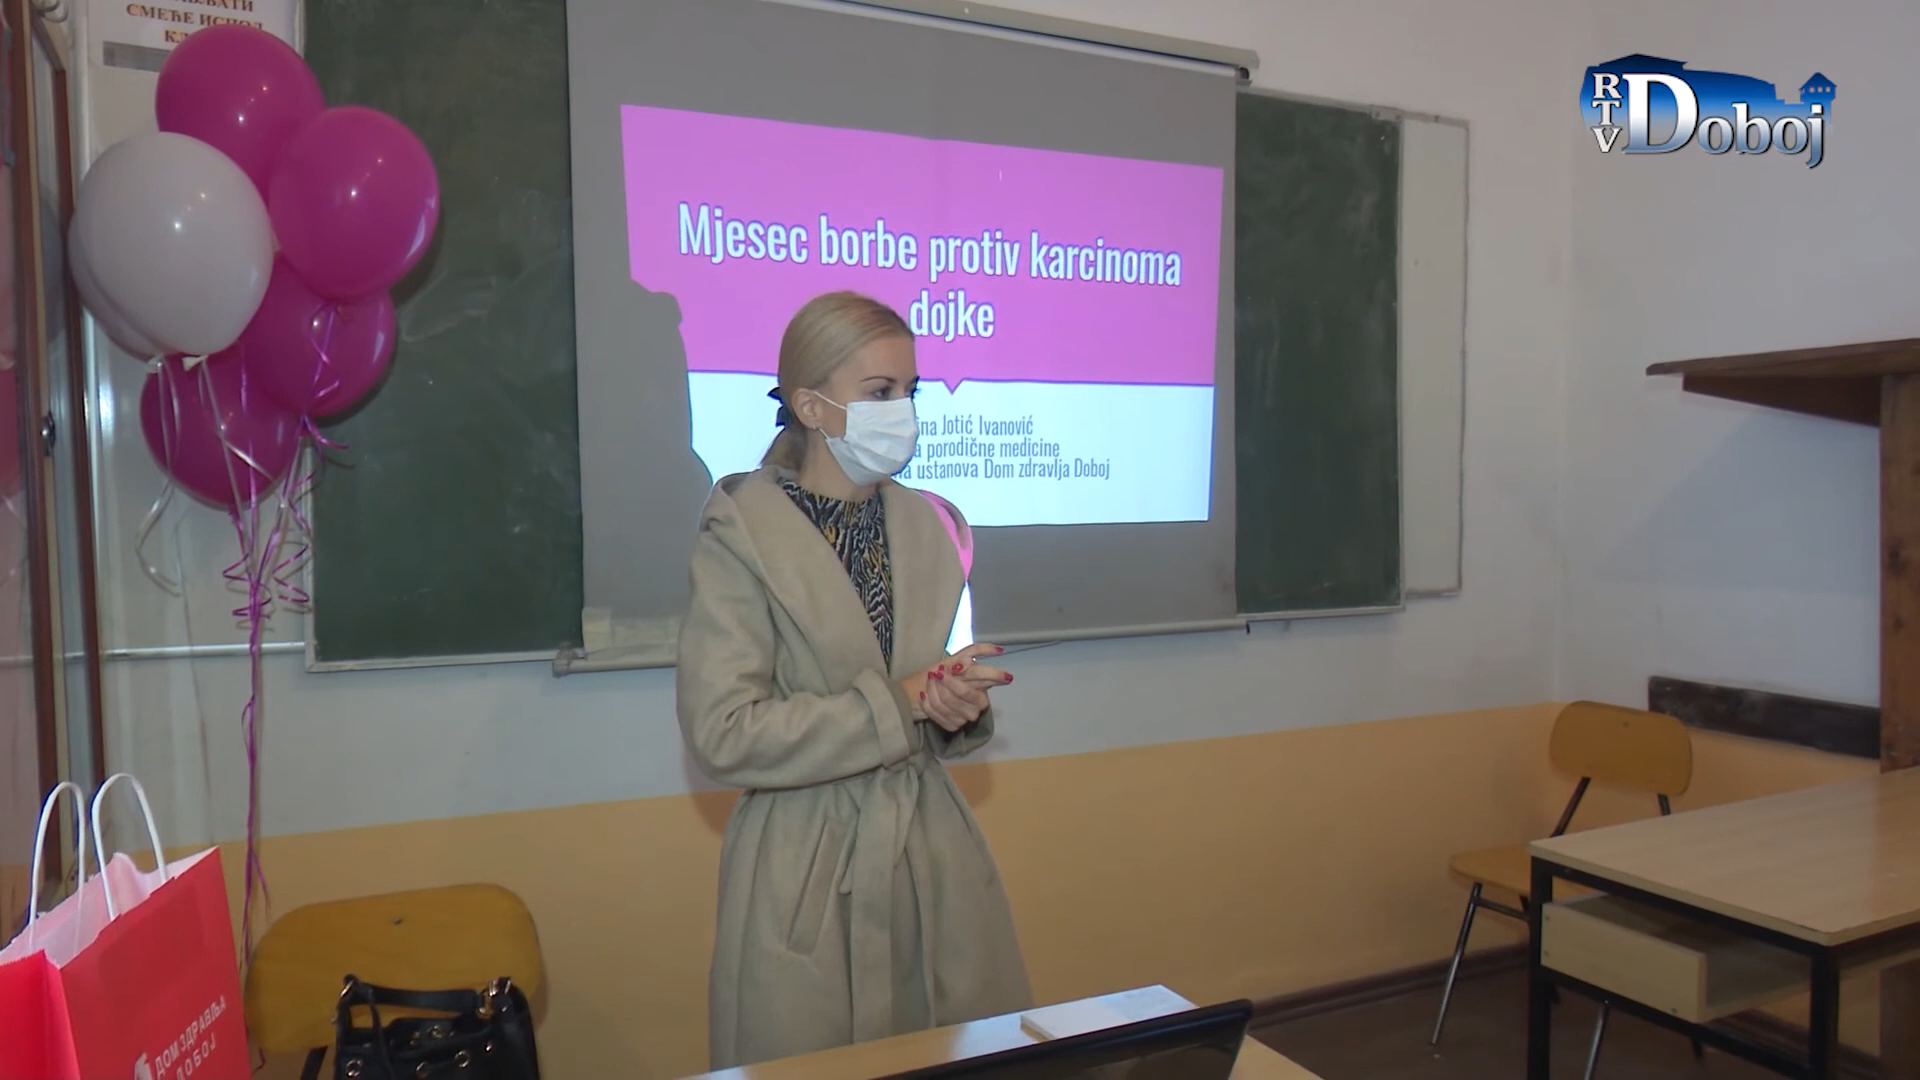 СМЕЋЕ ИСПОД
RTV Doboj
Mjesec borbe protiv karcinoma
dojke
Jotić Ivanović
porodične medicine
ustanova Dom zdravlja Doboj
ДОМ ЗДРАВЉА
ДОБОЈ